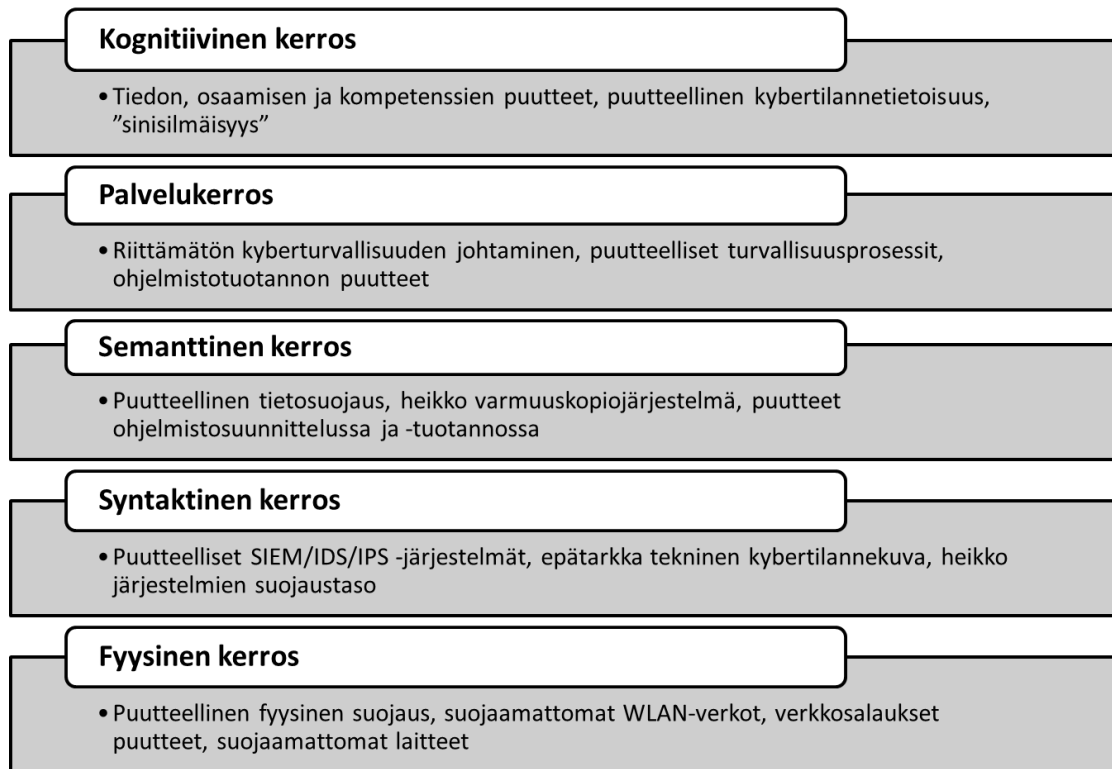 Kognitiivinen kerros
• Tiedon, osaamisen ja kompetenssien puutteet, puutteellinen kybertilannetietoisuus,
”sinisilmäisyys”
Palvelukerros
• Riittämätön kyberturvallisuuden johtaminen, puutteelliset turvallisuusprosessit,
ohjelmistotuotannon puutteet
Semanttinen kerros
• Puutteellinen tietosuojaus, heikko varmuuskopiojärjestelmä, puutteet
ohjelmistosuunnittelussa ja -tuotannossa
Syntaktinen kerros
• Puutteelliset SIEM/IDS/IPS -järjestelmät, epätarkka tekninen kybertilannekuva, heikko
järjestelmien suojaustaso
Fyysinen kerros
• Puutteellinen fyysinen suojaus, suojaamattomat WLAN-verkot, verkkosalaukset
puutteet, suojaamattomat laitteet